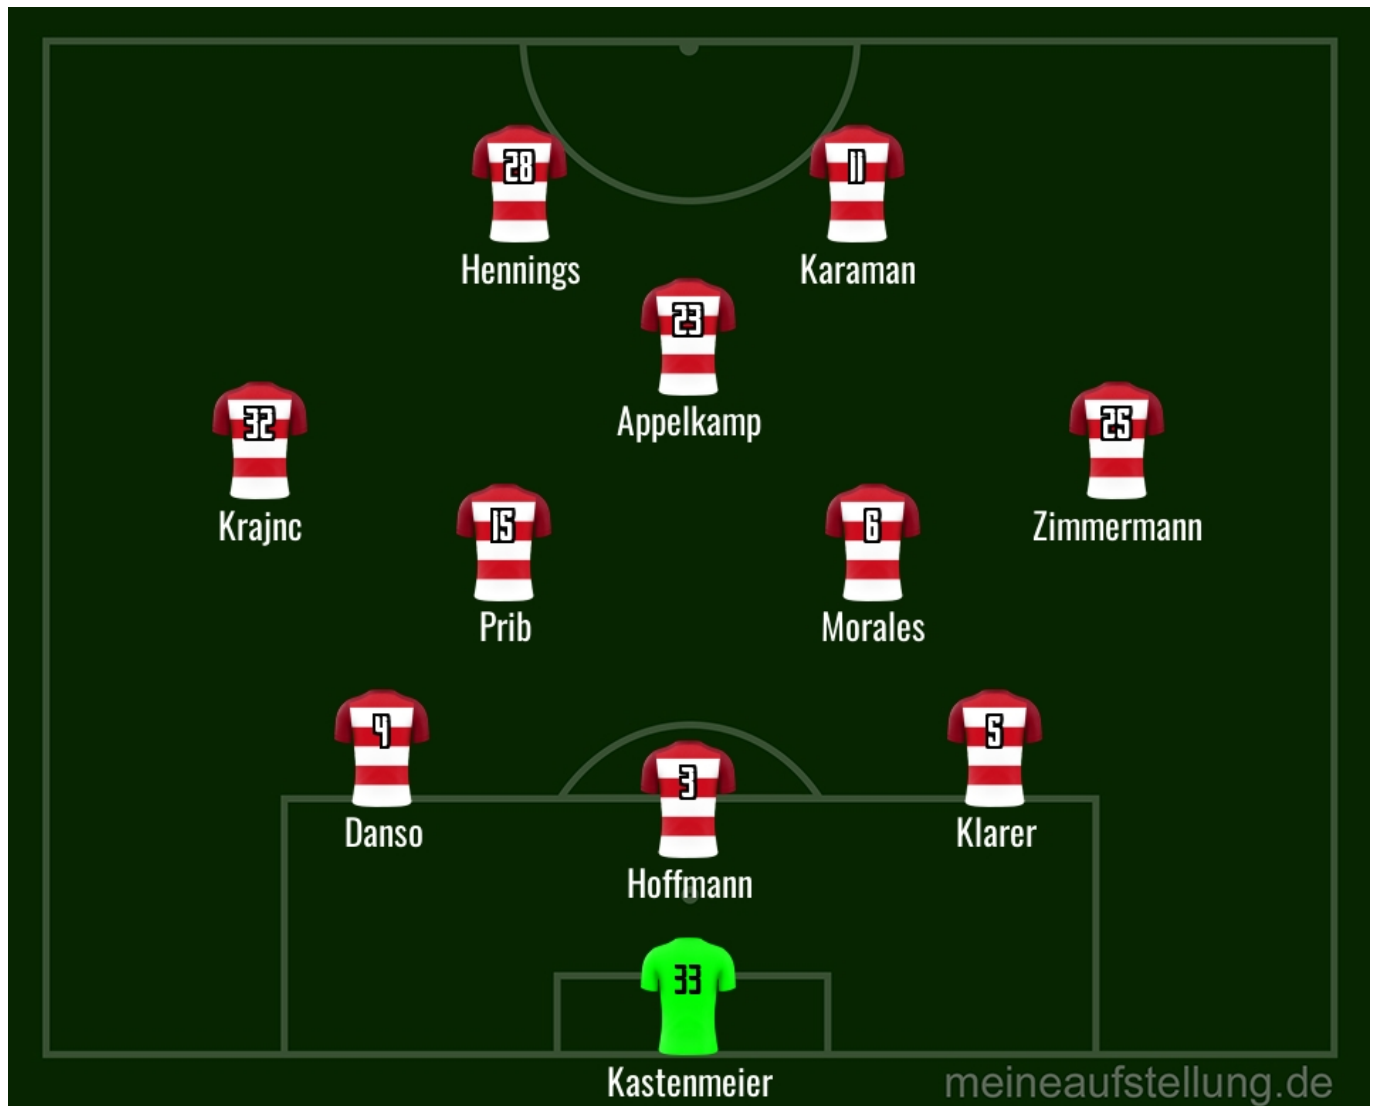 28
11
Hennings
Karaman
23
Appelkamp
32
25
Krajnc
Zimmermann
15
6
Prib
Morales
4
5
Danso
Klarer
3
Hoffmann
33
Kastenmeier
meineaufstellung.de